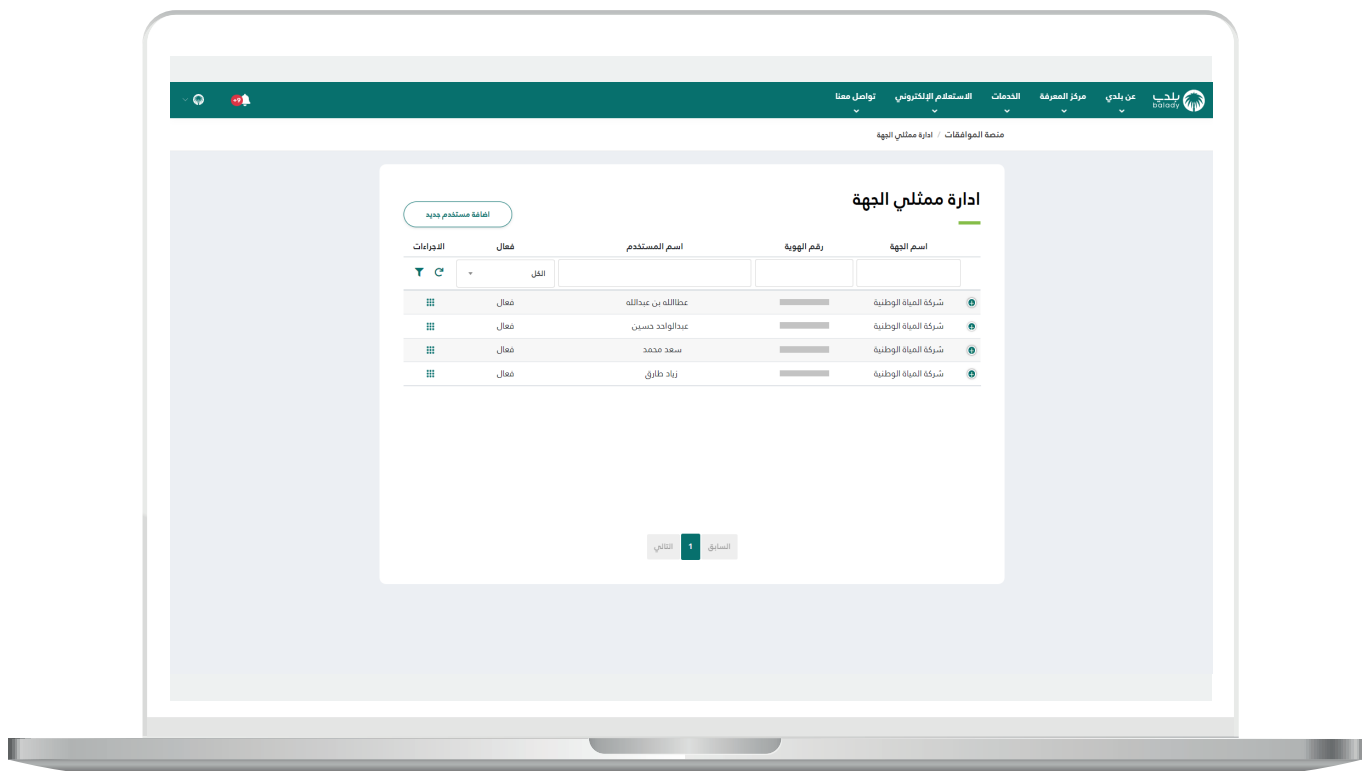 بلدي
balady
عن بلدي مركز المعرفة الخدمات الاستعلام الإلكتروني تواصل معنا
+9
منصة الموافقات / ادارة ممثلي الجهة
ادارة ممثلي الجهة
اضافة مستخدم جديد
اسم الجهة رقم الهوية اسم المستخدم فعال الاجراءات
الكل
شركة المياة الوطنية عطاالله بن عبدالله فعال
شركة المياة الوطنية عبدالواحد حسين فعال
شركة المياة الوطنية سعد محمد فعال
شركة المياة الوطنية زياد طارق فعال
السابق 1 التالي